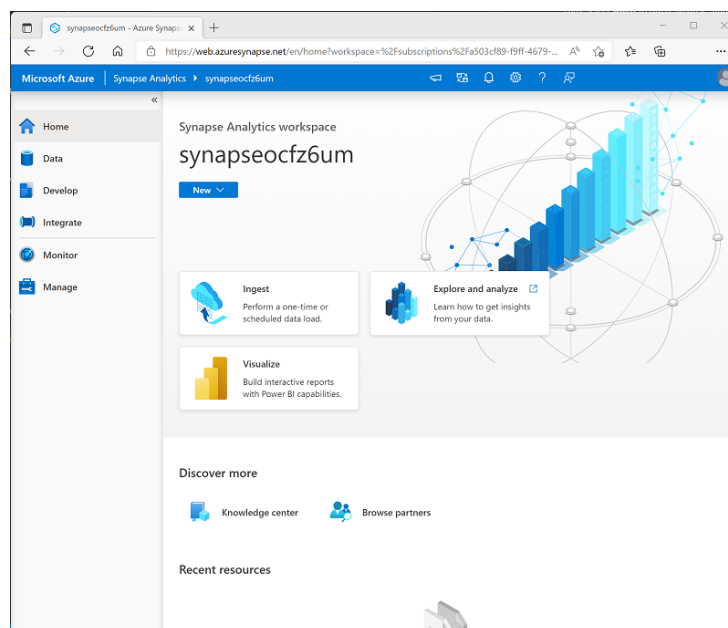 synapseocfz6um - Azure Synaps
https://web.azuresynapse.net/en/home?workspace=%2Fsubscriptions%2Fa503cf89-f9ff-4679-...
Microsoft Azure
Synapse Analytics
synapseocfz6um
Home
Data
Develop
Integrate
Monitor
Manage
Synapse Analytics workspace
synapseocfz6um
New
Ingest
Perform a one-time or
scheduled data load.
Explore and analyze
Learn how to get insights
from your data.
Visualize
Build interactive reports
with Power BI capabilities.
Discover more
Knowledge center
Browse partners
Recent resources